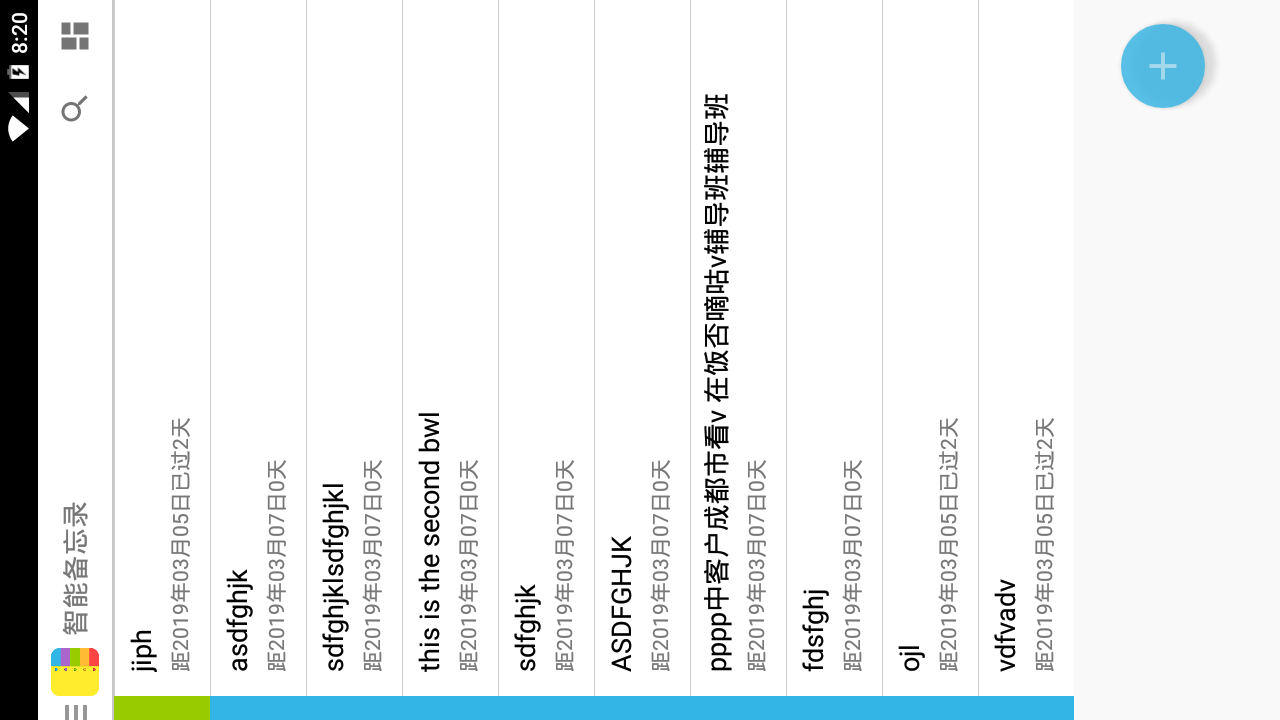 8:20
智能备忘录
jiph
距2019年03月05日已过2天
asdfghjk
距2019年03月07日0天
sdfghjklsdfghjkl
距2019年03月07日0天
this is the second bwl
距2019年03月07日0天
sdfghjk
距2019年03月07日0天
ASDFGHJK
距2019年03月07日0天
pppp中客户成都市看v 在饭否嘀咕v辅导班辅导班
距2019年03月07日0天
fdsfghj
距2019年03月07日0天
ojl
距2019年03月05日已过2天
vdfvadv
距2019年03月05日已过2天